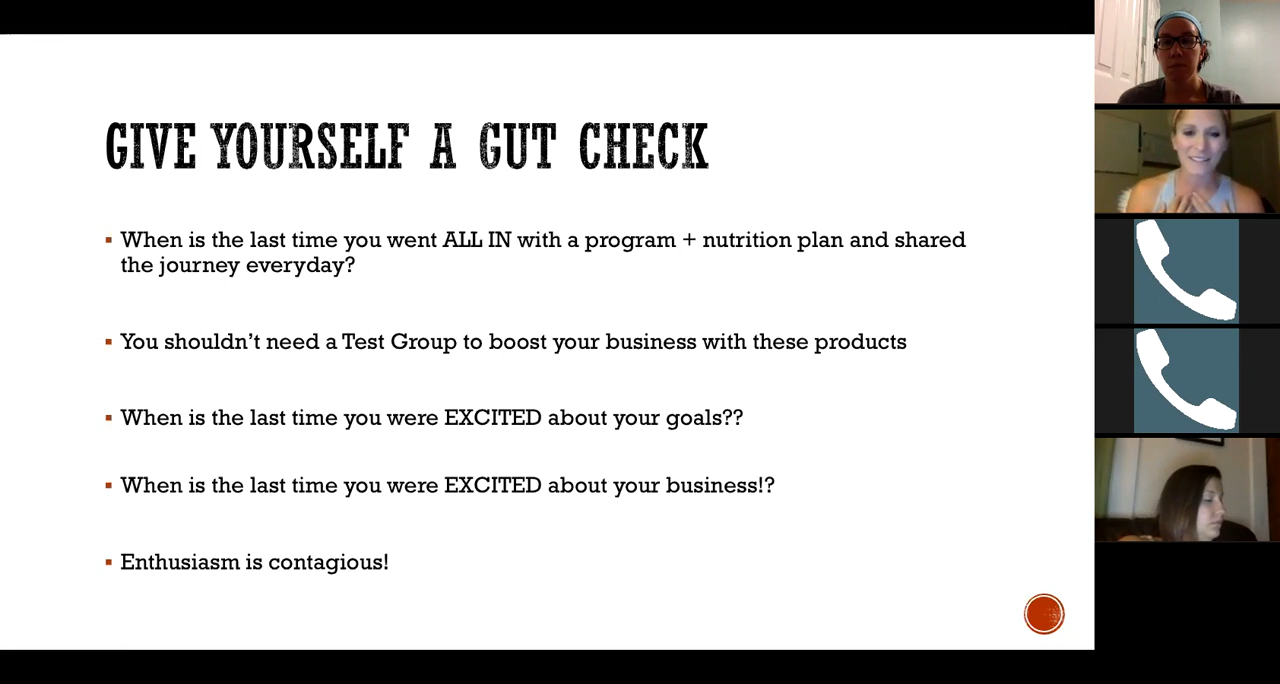 GIVE YOURSELF A GUT CHECK
▪ When is the last time you went ALL IN with a program + nutrition plan and shared
the journey everyday?
▪ You shouldn't need a Test Group to boost your business with these products
▪ When is the last time you were EXCITED about your goals??
▪ When is the last time you were EXCITED about your business!?
▪ Enthusiasm is contagious!